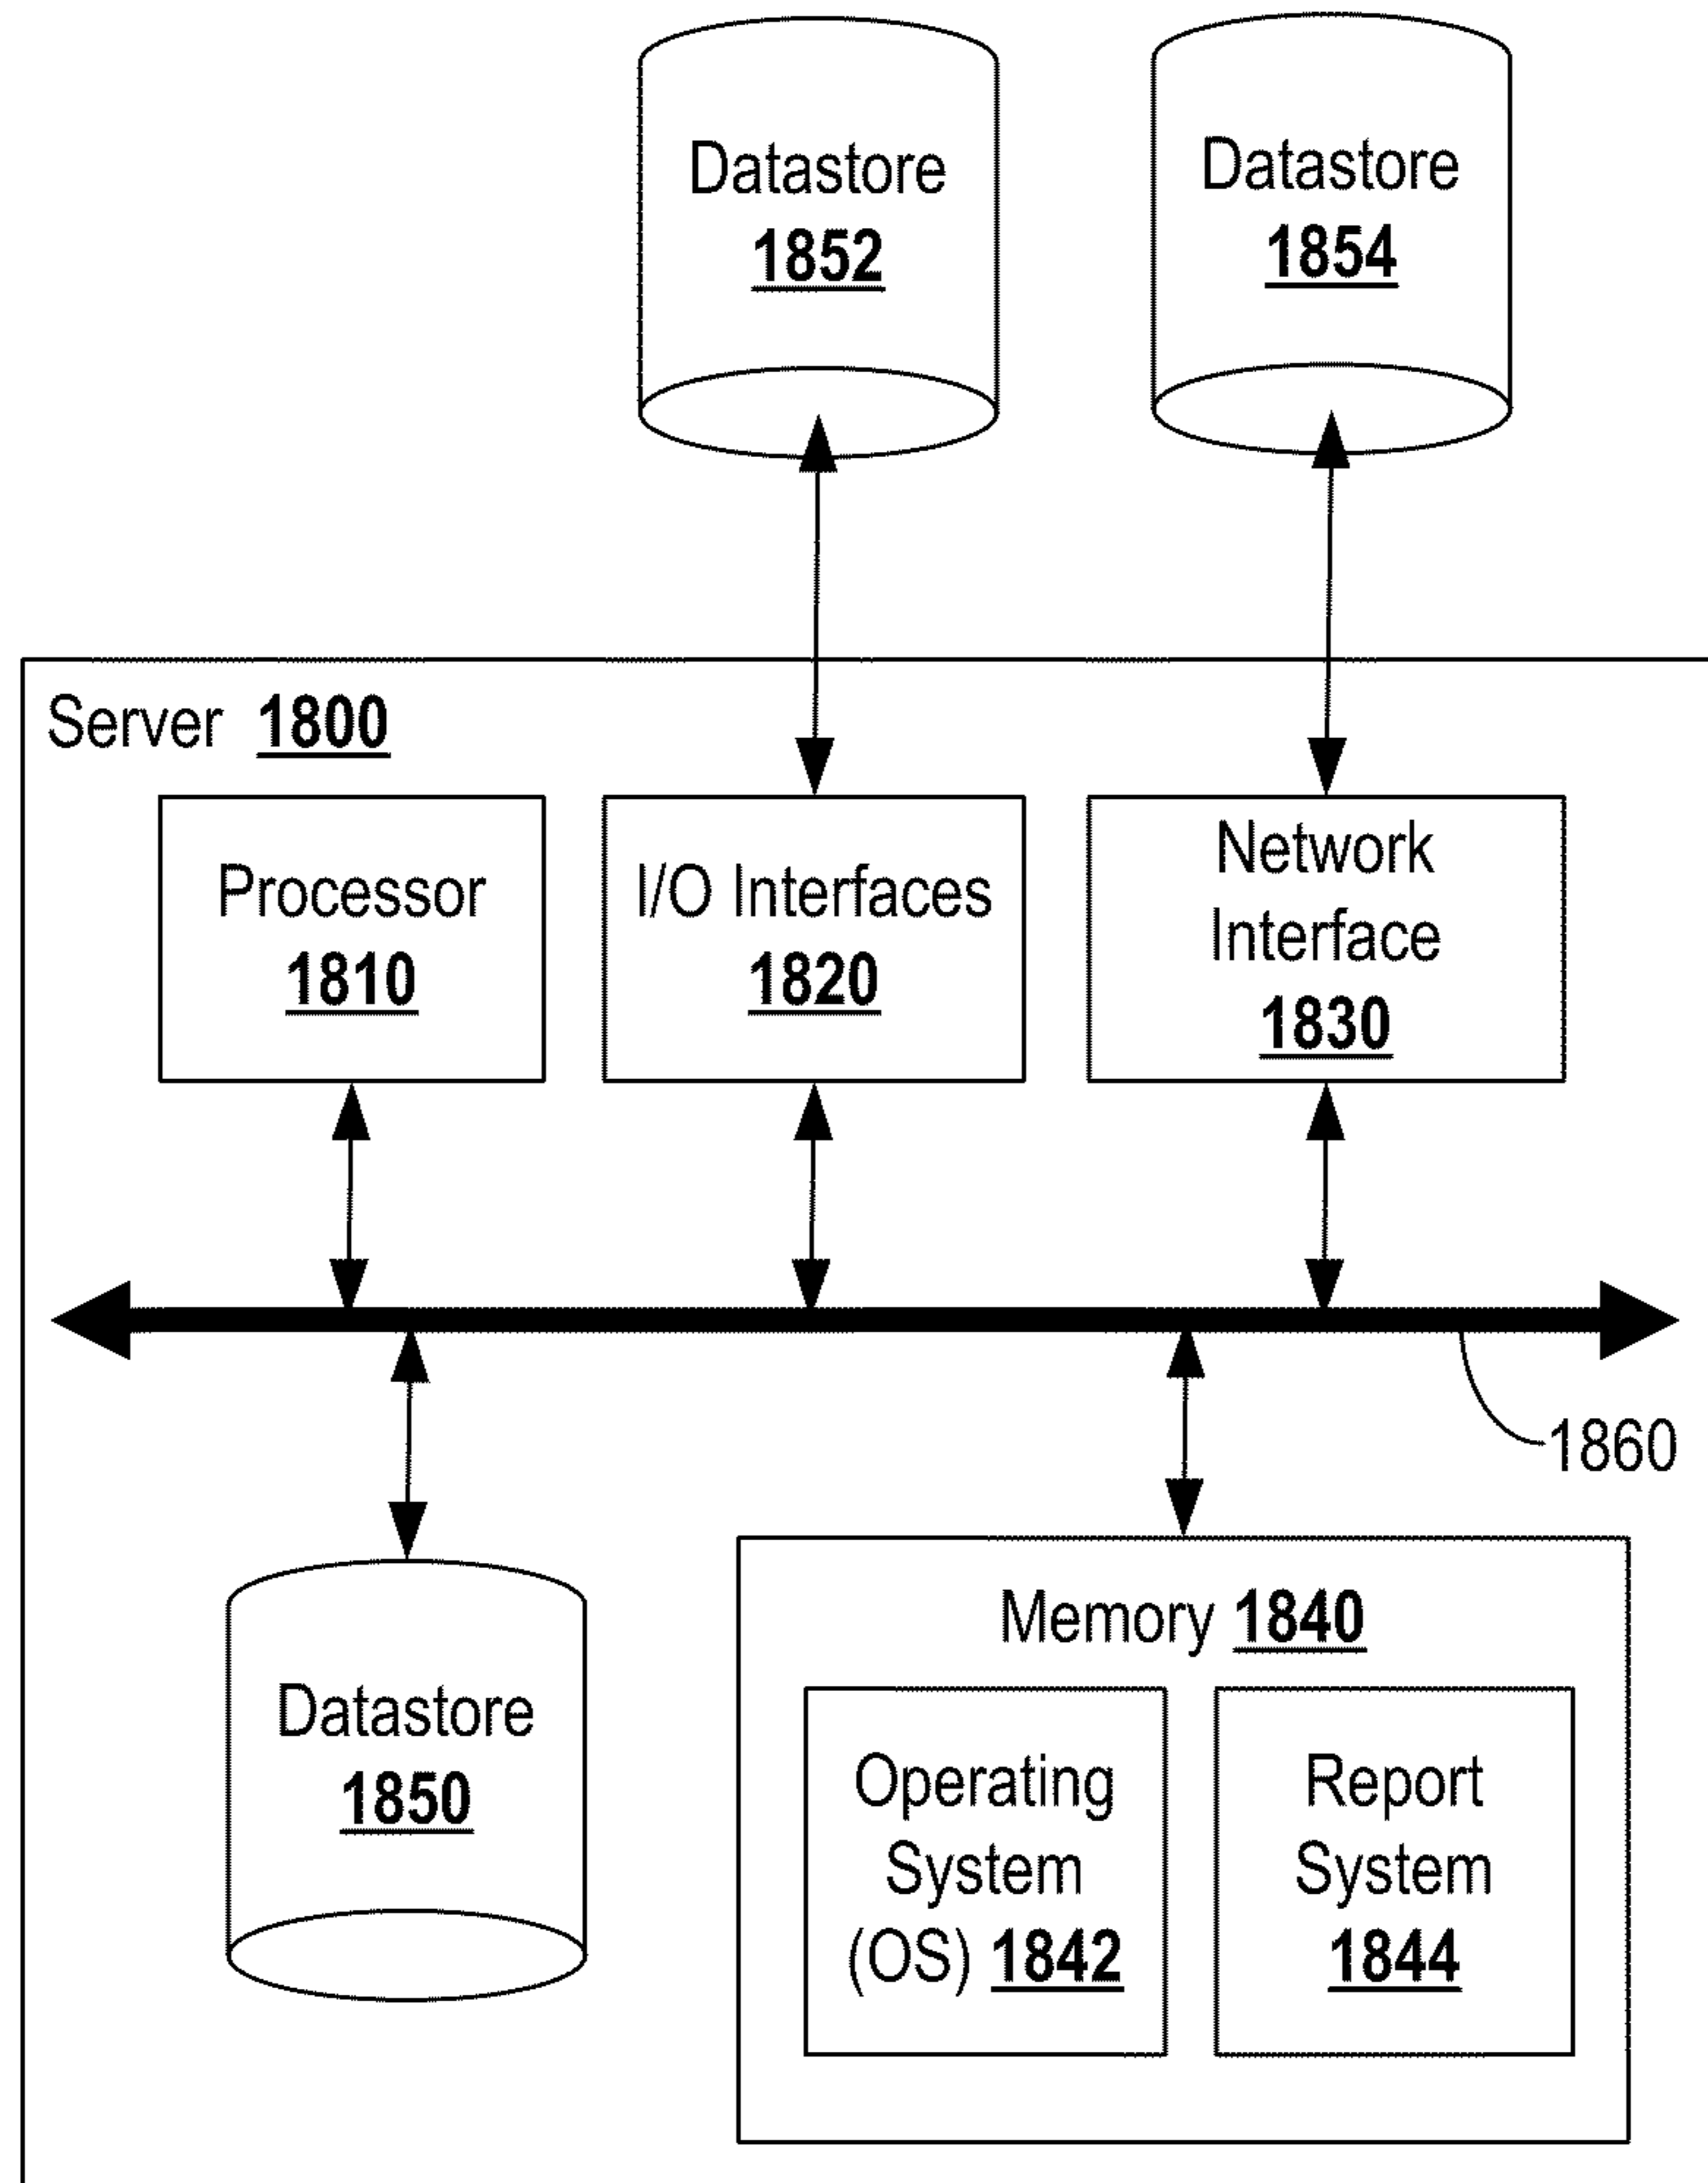 Datastore
1852
Datastore
1854
Server 1800
Processor
1810
I/O Interfaces
1820
Network
Interface
1830
1860
Datastore
1850
Memory 1840
Operating
System
(OS) 1842
Report
System
1844